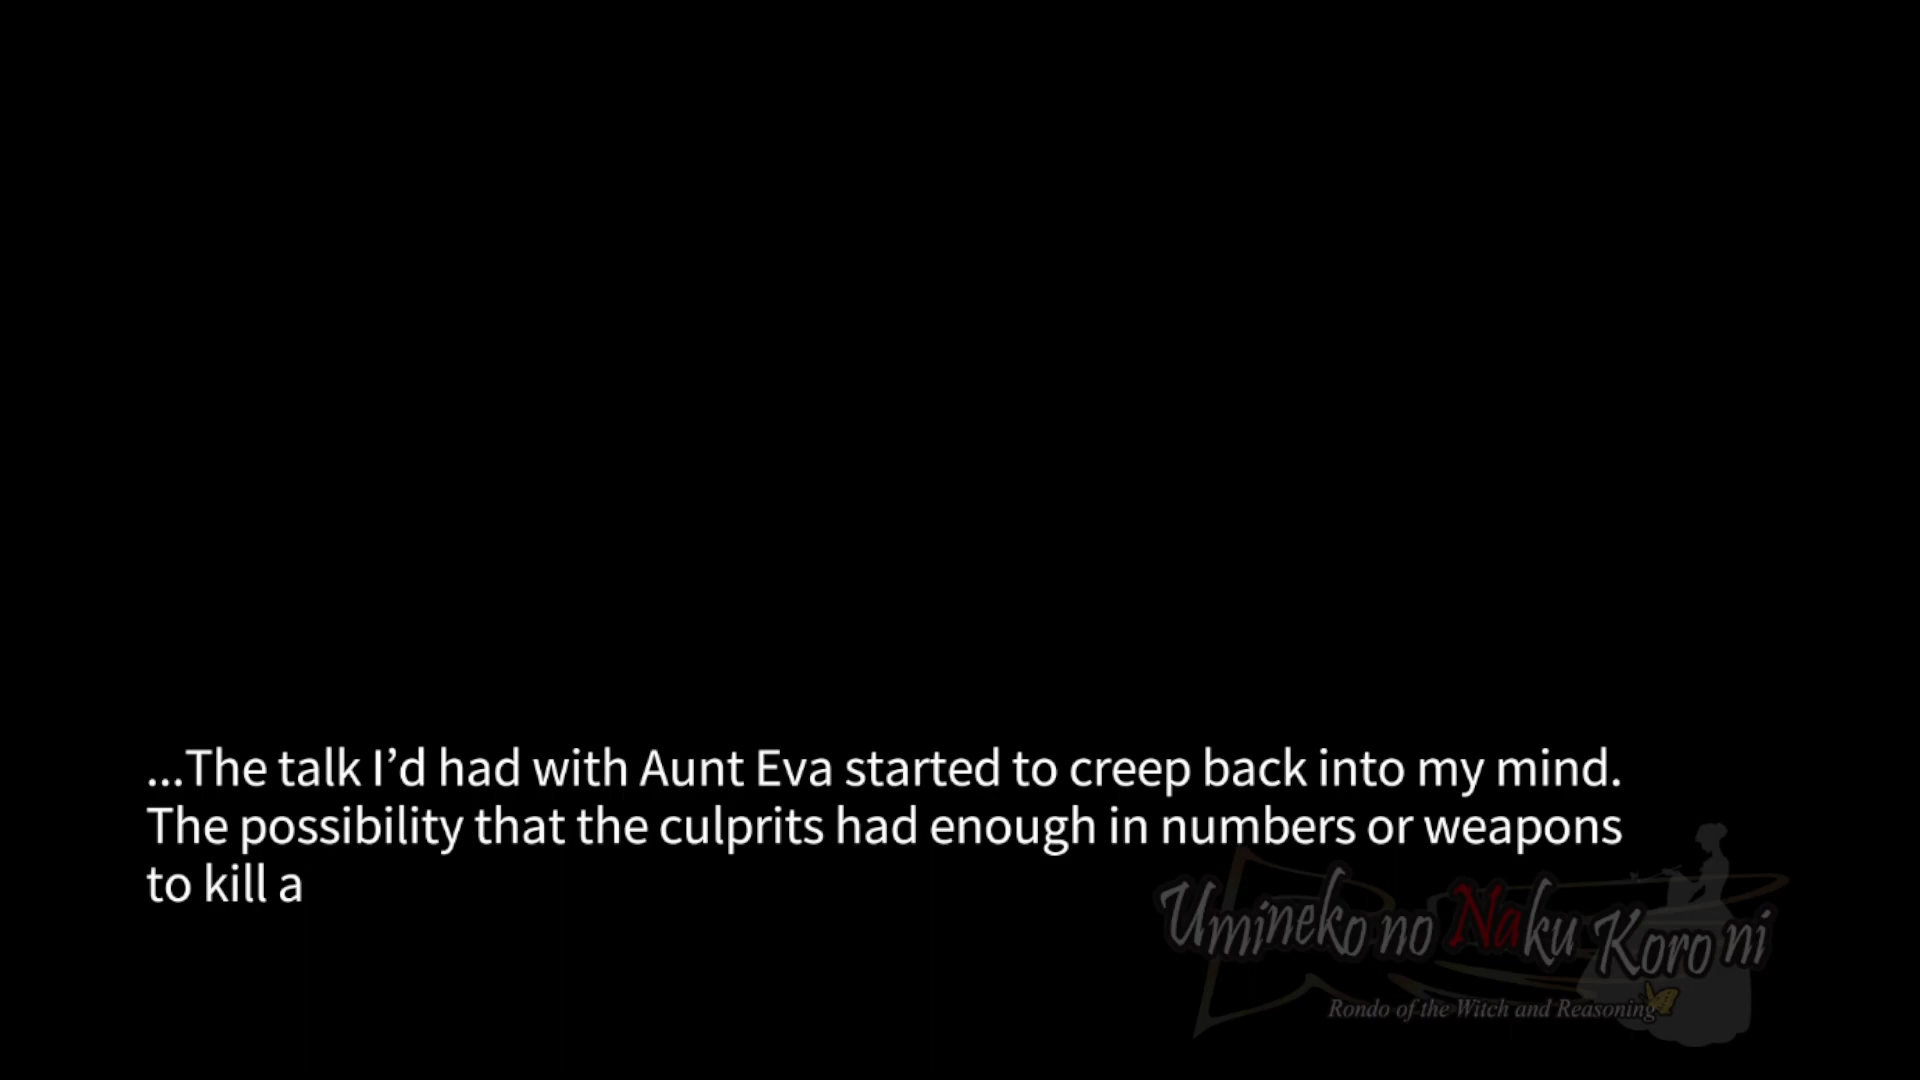 ...The talk I’d had with Aunt Eva started to creep back into my mind.
The possibility that the culprits had enough in numbers or weapons
to kill a
Umineko no Naku Koro ni
Rondo of the Witch and Reasoning